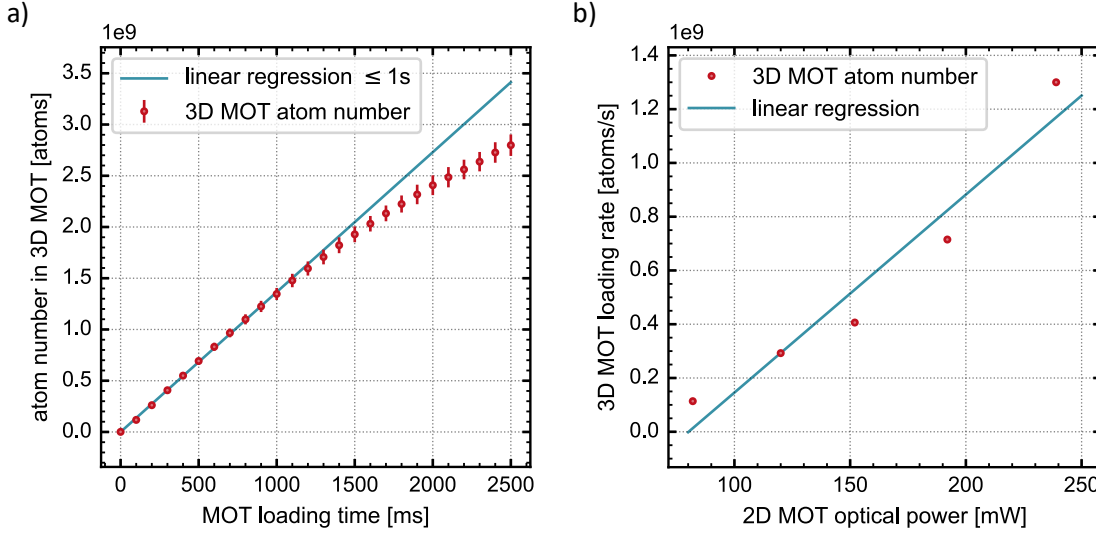 a)
1e9
linear regression ≤ 1s
3D MOT atom number
atom number in 3D MOT [atoms]
3.5
3.0
2.5
2.0
1.5
1.0
0.5
0.0
0 500 1000 1500 2000 2500
MOT loading time [ms]
b)
1e9
3D MOT atom number
linear regression
3D MOT loading rate [atoms/s]
1.4
1.2
1.0
0.8
0.6
0.4
0.2
0.0
100 150 200 250
2D MOT optical power [mW]